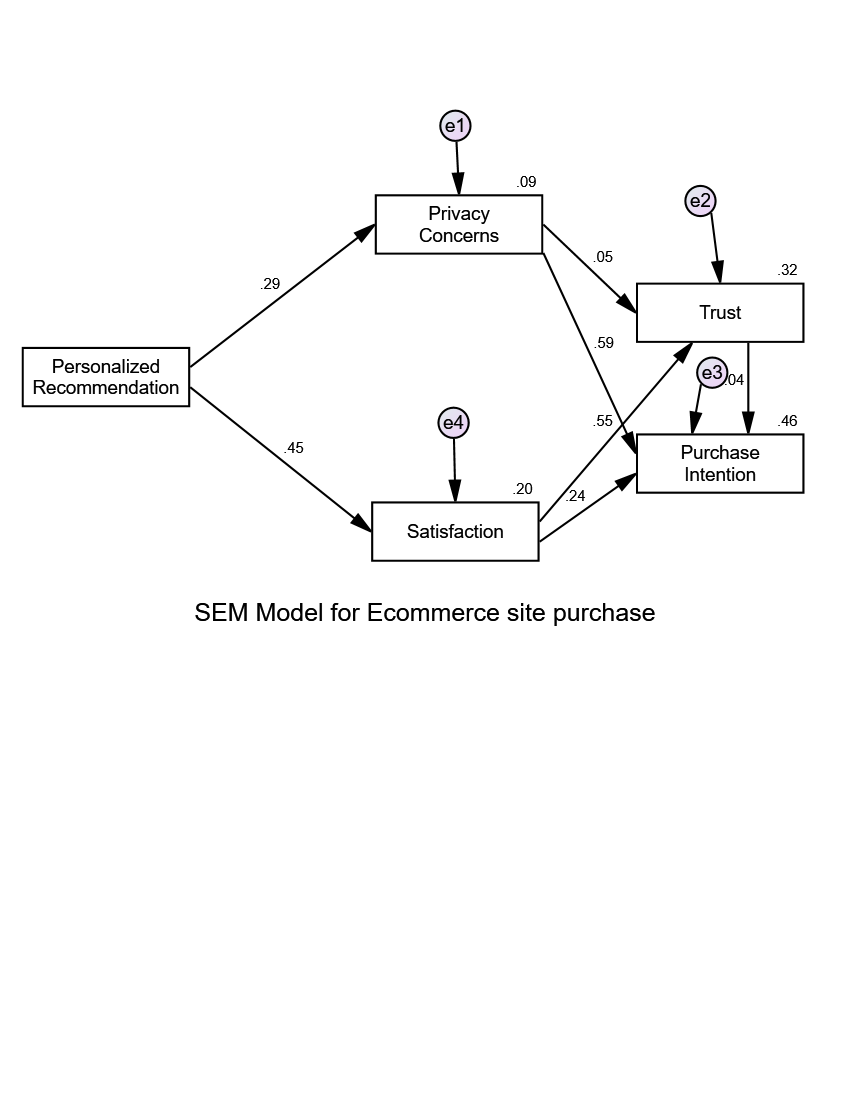 e1
.09
Privacy
Concerns
e2
.05
.32
Trust
.29
.59
Personalized
Recommendation
e3
.04
.46
Purchase
Intention
e4
.55
.45
.20
.24
Satisfaction
SEM Model for Ecommerce site purchase